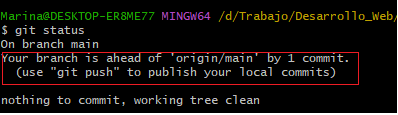 Marina@DESKTOP-ER8ME77 MINGW64 /d/Trabajo/Desarrollo_Web/
$ git status
On branch main
Your branch is ahead of 'origin/main' by 1 commit.
  (use "git push" to publish your local commits)

nothing to commit, working tree clean